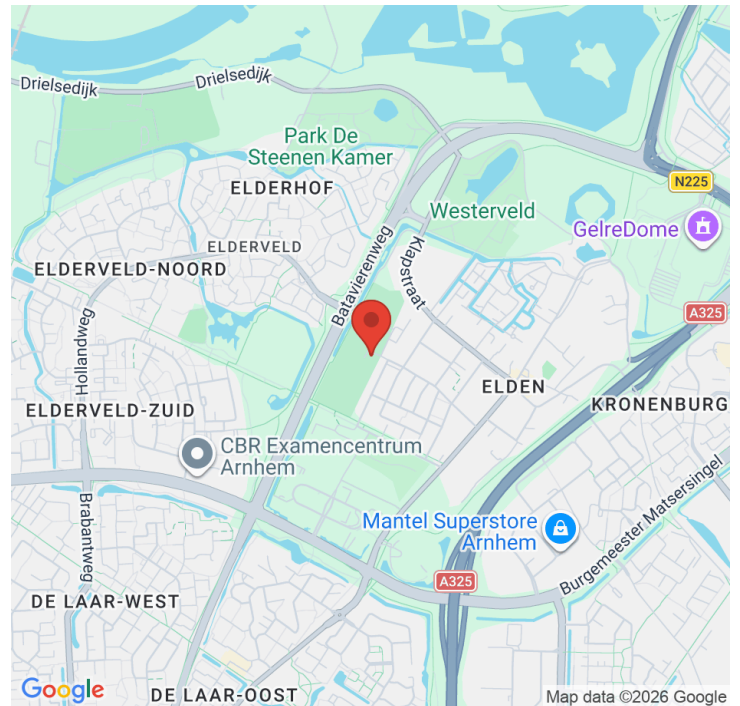 Drielsedijk
Drielsedijk
Park De
Steenen Kamer
ELDERHOF
N225
Westerveld
GelreDome
Batavierenweg
Klapstraat
ELDERVELD
ELDERVELD-NOORD
A325
Hollandweg
ELDEN
KRONENBURG
ELDERVELD-ZUID
CBR Examencentrum
Arnhem
Mantel Superstore
Arnhem
Burgemeester Matsersingel
Brabantweg
A325
DE LAAR-WEST
DE LAAR-OOST
Google
Map data ©2026 Google